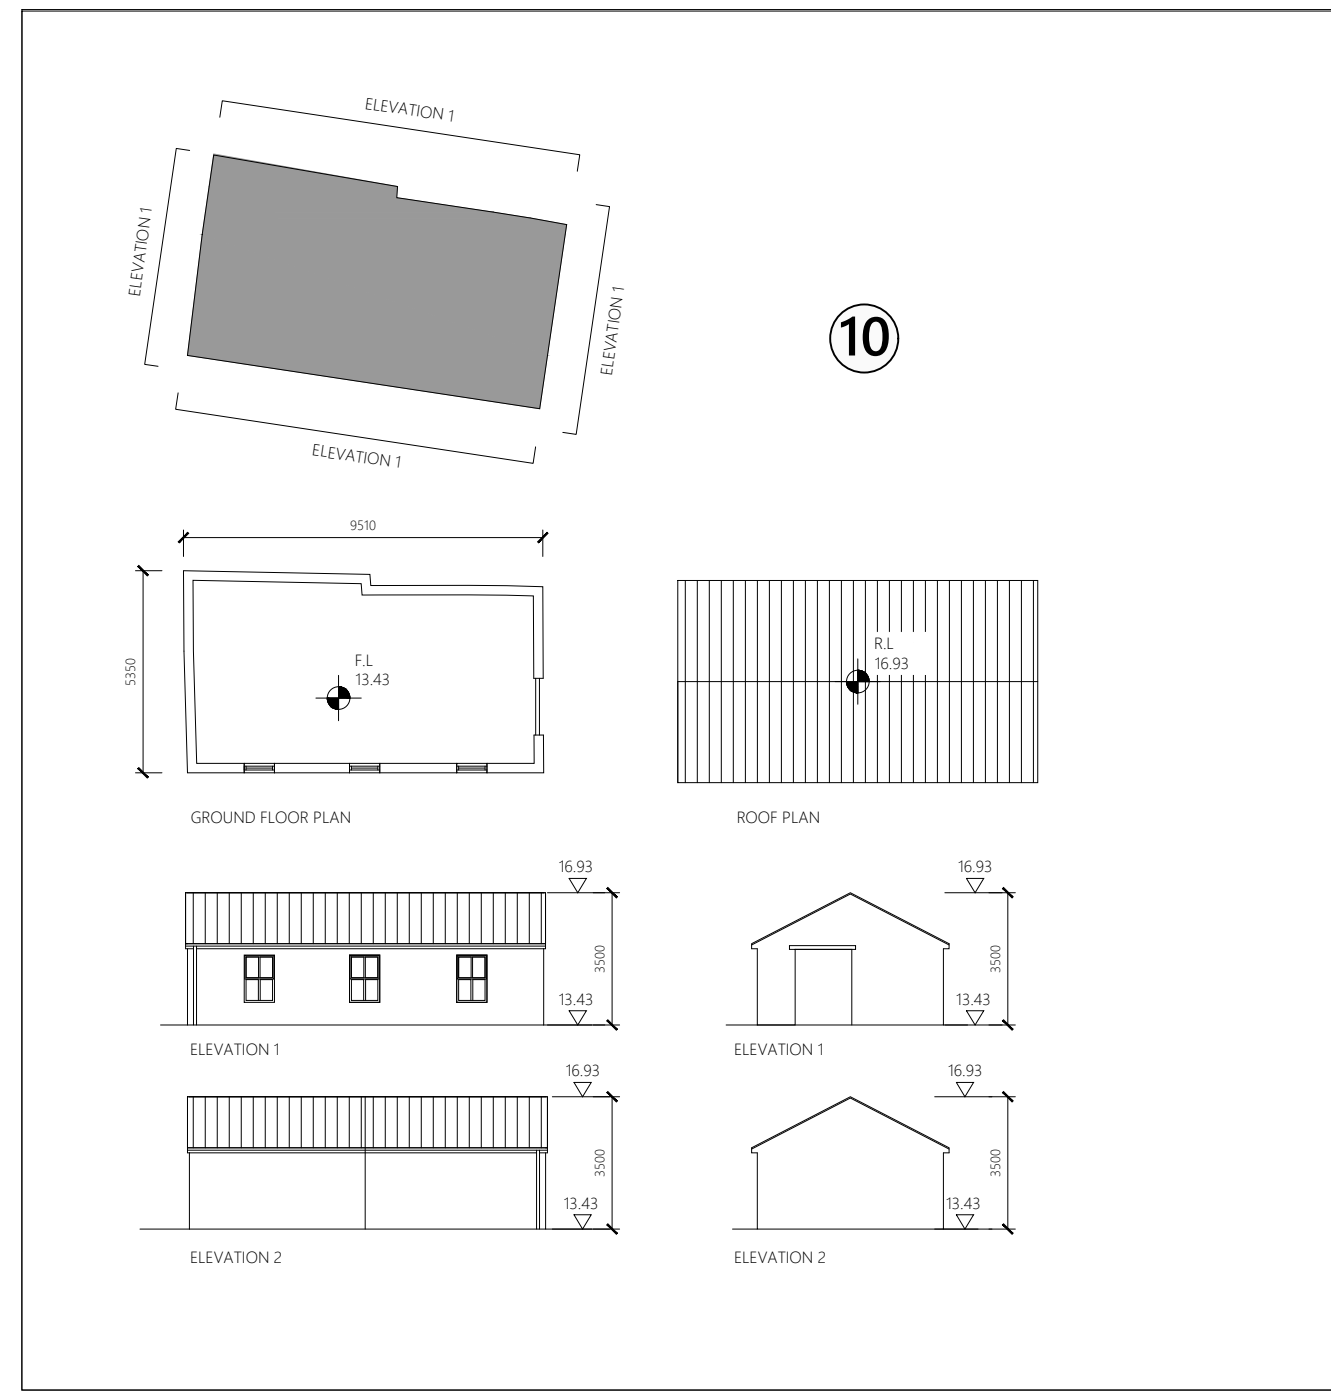 ELEVATION 1
ELEVATION 1
ELEVATION 1
ELEVATION 1
10
9510
5350
F.L
13.43
GROUND FLOOR PLAN
R.L
16.93
ROOF PLAN
16.93
3500
13.43
ELEVATION 1
16.93
3500
13.43
ELEVATION 1
16.93
3500
13.43
ELEVATION 2
16.93
3500
13.43
ELEVATION 2